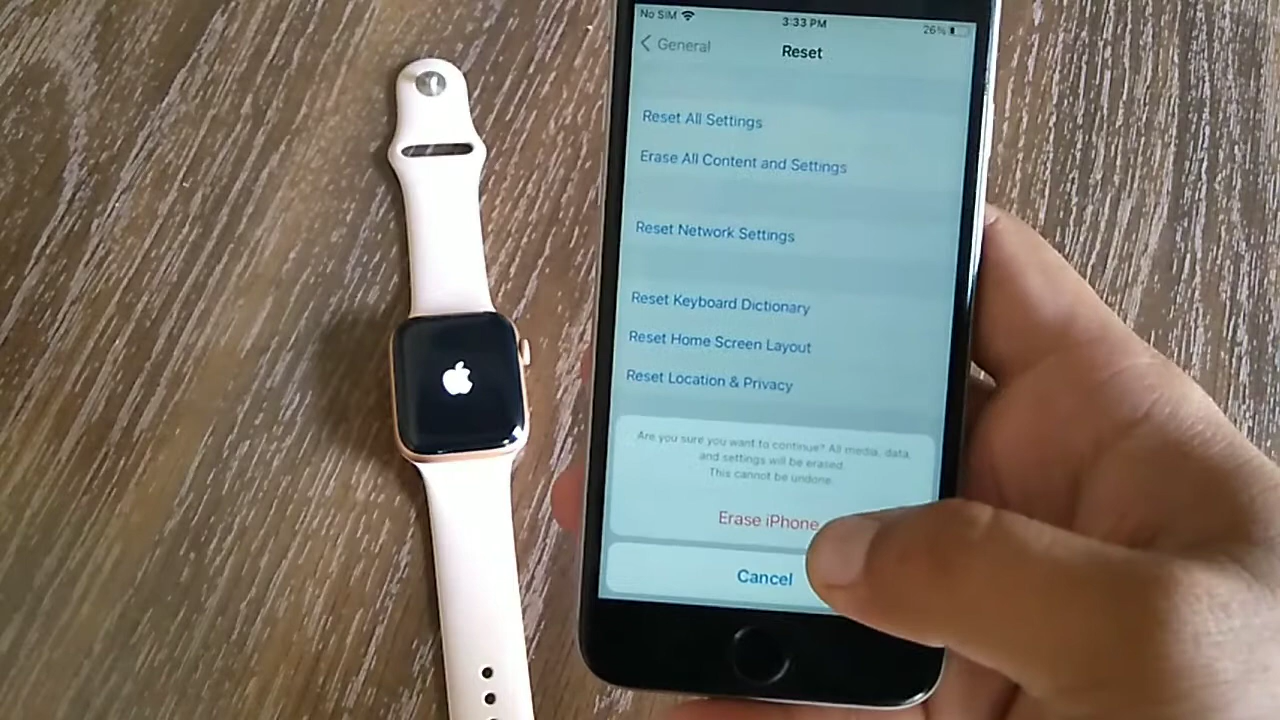 No SIM
3:33 PM
26%
General
Reset
Reset All Settings
Erase All Content and Settings
Reset Network Settings
Reset Keyboard Dictionary
Reset Home Screen Layout
Reset Location & Privacy
Are you sure you want to continue? All media, data,
and settings will be erased.
This cannot be undone.
Erase iPhone
Cancel